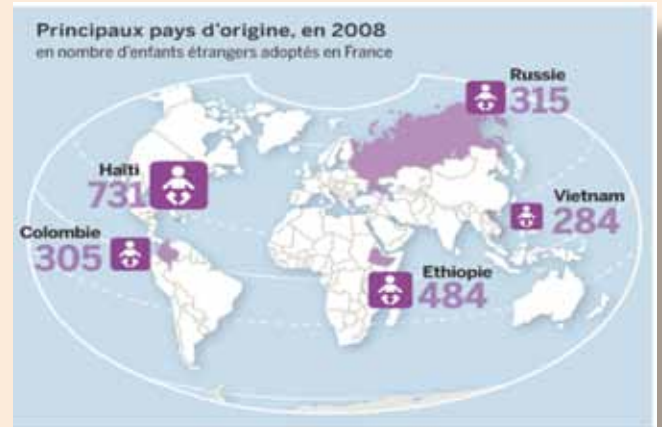 Principaux pays d'origine, en 2008
en nombre d'enfants étrangers adoptés en France
Russie
315
Haïti
731
Vietnam
284
Colombie
305
Ethiopie
484